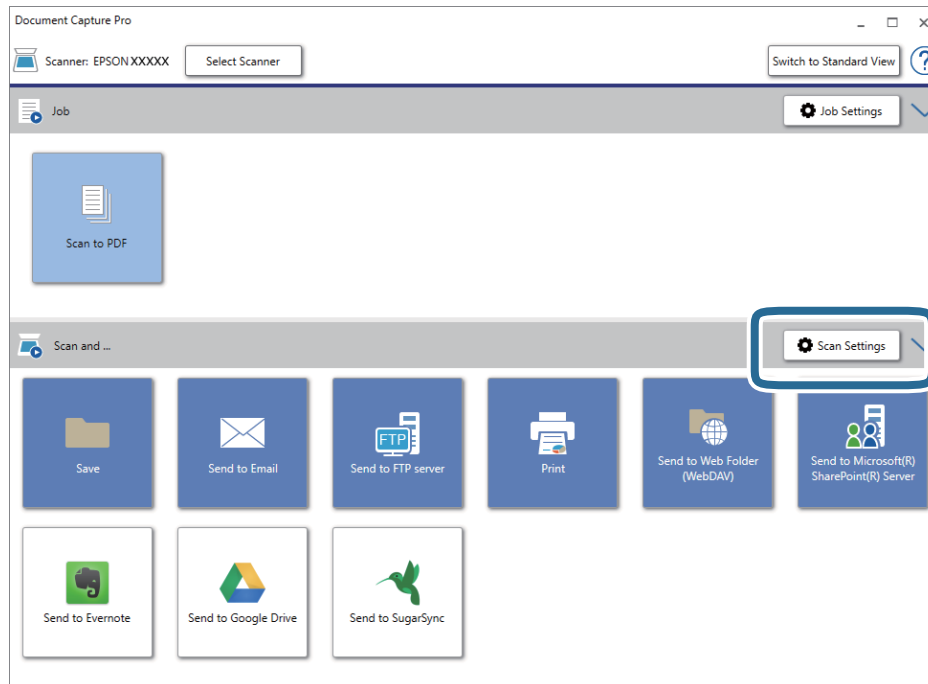 Document Capture Pro
Scanner: EPSON XXXXX
Select Scanner
Switch to Standard View
?
Job
Job Settings
Scan to PDF
Scan and ...
Scan Settings
Save
Send to Email
FTP
Send to FTP server
Print
Send to Web Folder
(WebDAV)
Send to Microsoft(R)
SharePoint(R) Server
Send to Evernote
Send to Google Drive
Send to SugarSync